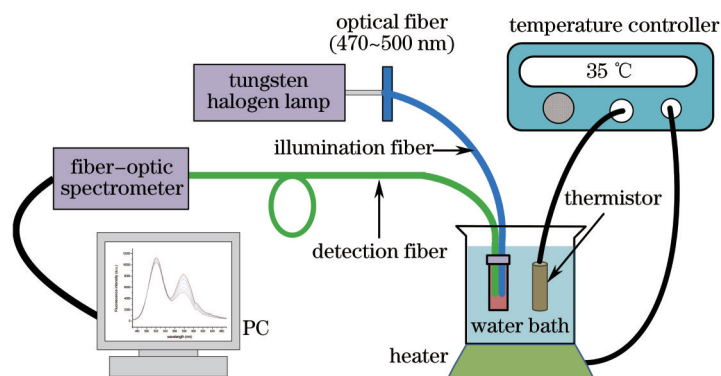 optical fiber
(470~500 nm)
temperature controller
tungsten
halogen lamp
35 ℃
illumination fiber
fiber-optic
spectrometer
thermistor
detection fiber
water bath
PC
heater